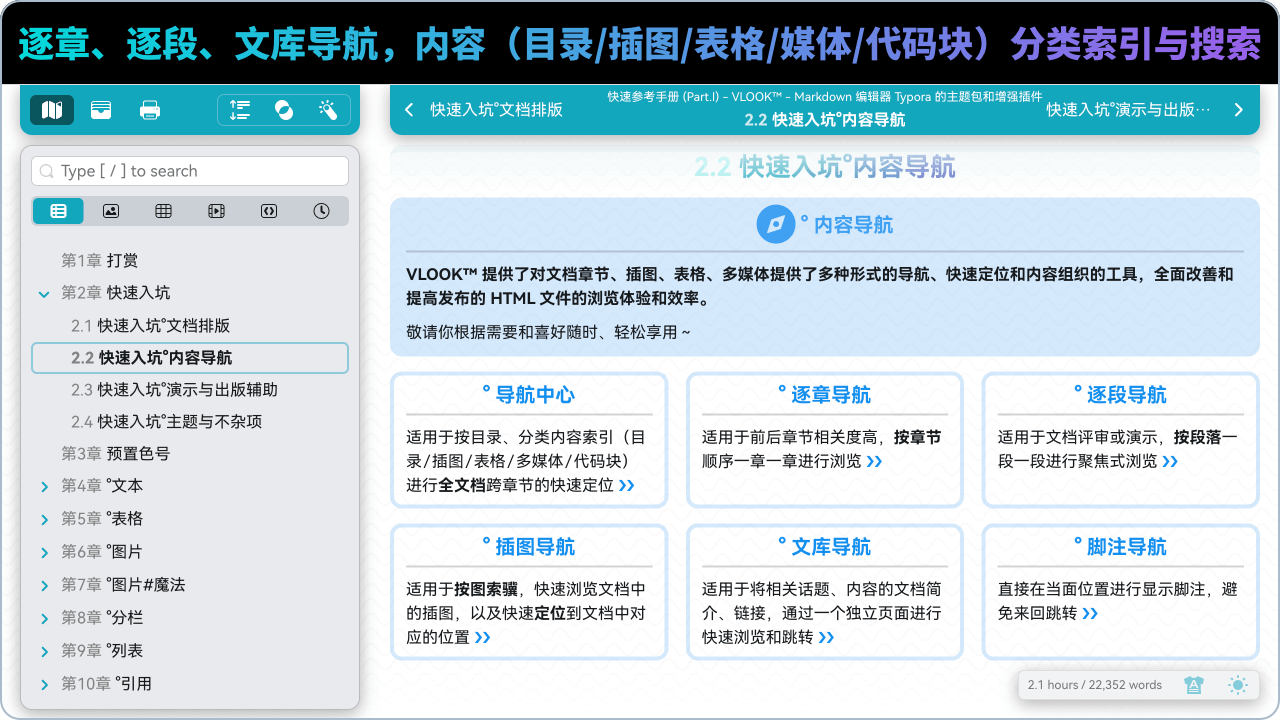 逐章、逐段、文库导航，内容（目录/插图/表格/媒体/代码块）分类索引与搜索
快速入坑°文档排版
快速参考手册 (Part.I) - VLOOK™ - Markdown 编辑器 Typora 的主题包和增强插件
2.2 快速入坑°内容导航
快速入坑°演示与出版···
Type [ / ] to search
第1章 打赏
第2章 快速入坑
2.1 快速入坑°文档排版
2.2 快速入坑°内容导航
2.3 快速入坑°演示与出版辅助
2.4 快速入坑°主题与不杂项
第3章 预置色号
第4章 °文本
第5章 °表格
第6章 °图片
第7章 °图片#魔法
第8章 °分栏
第9章 °列表
第10章 °引用
2.2 快速入坑°内容导航
° 内容导航
VLOOK™ 提供了对文档章节、插图、表格、多媒体提供了多种形式的导航、快速定位和内容组织的工具，全面改善和
提高发布的 HTML 文件的浏览体验和效率。
敬请你根据需要和喜好随时、轻松享用 ~
° 导航中心
适用于按目录、分类内容索引（目
录/插图/表格/多媒体/代码块）
进行全文档跨章节的快速定位 ❯❯
° 逐章导航
适用于前后章节相关度高，按章节
顺序一章一章进行浏览 ❯❯
° 逐段导航
适用于文档评审或演示，按段落一
段一段进行聚焦式浏览 ❯❯
° 插图导航
适用于按图索骥，快速浏览文档中
的插图，以及快速定位到文档中对
应的位置 ❯❯
° 文库导航
适用于将相关话题、内容的文档简
介、链接，通过一个独立页面进行
快速浏览和跳转 ❯❯
° 脚注导航
直接在当面位置进行显示脚注，避
免来回跳转 ❯❯
2.1 hours / 22,352 words